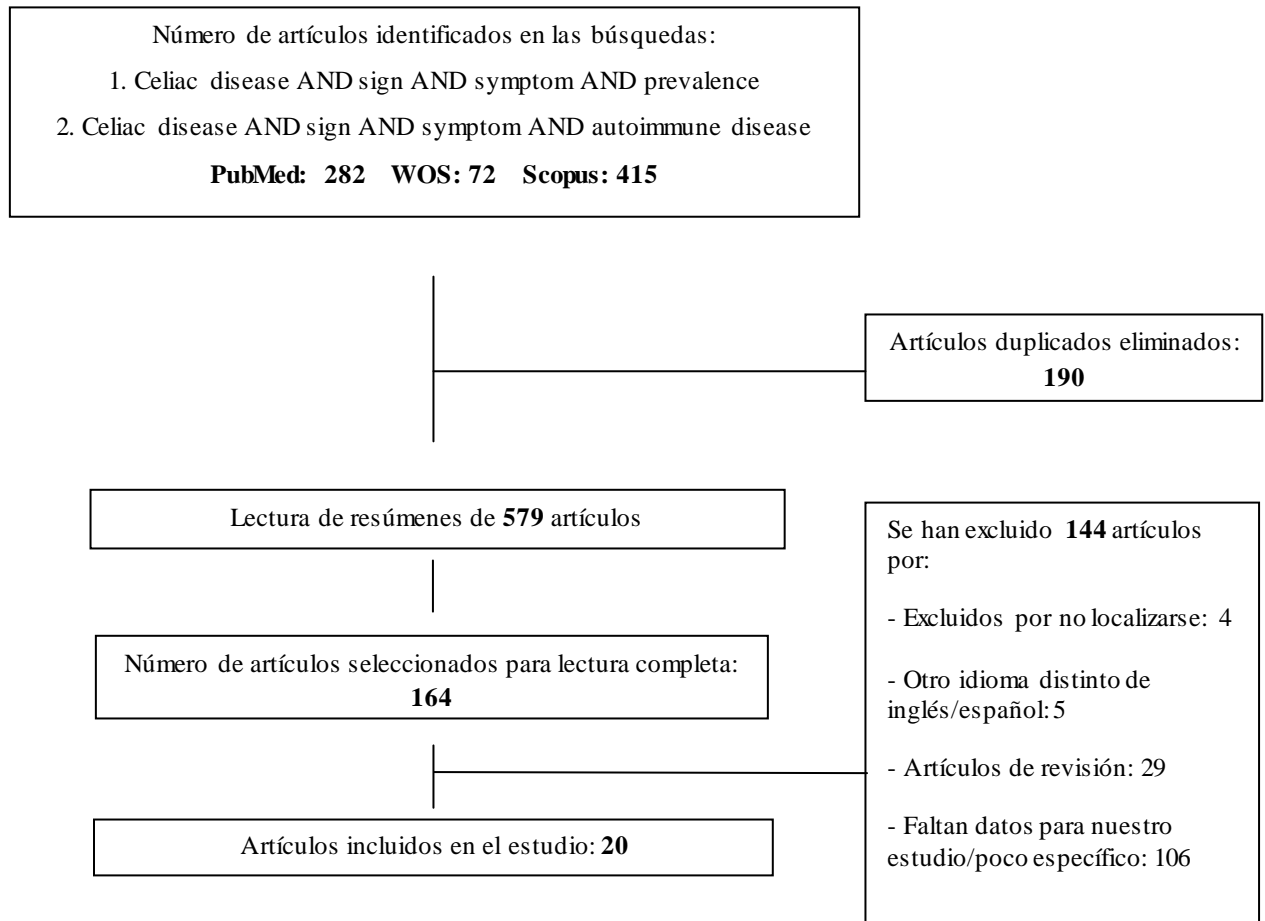 Número de artículos identificados en las búsquedas:
1. Celiac disease AND sign AND symptom AND prevalence
2. Celiac disease AND sign AND symptom AND autoimmune disease
PubMed: 282 WOS: 72 Scopus: 415
Artículos duplicados eliminados:
190
Lectura de resúmenes de 579 artículos
Número de artículos seleccionados para lectura completa:
164
Se han excluido 144 artículos
por:
- Excluidos por no localizarse: 4
- Otro idioma distinto de
inglés/español: 5
- Artículos de revisión: 29
- Faltan datos para nuestro
estudio/poco específico: 106
Artículos incluidos en el estudio: 20